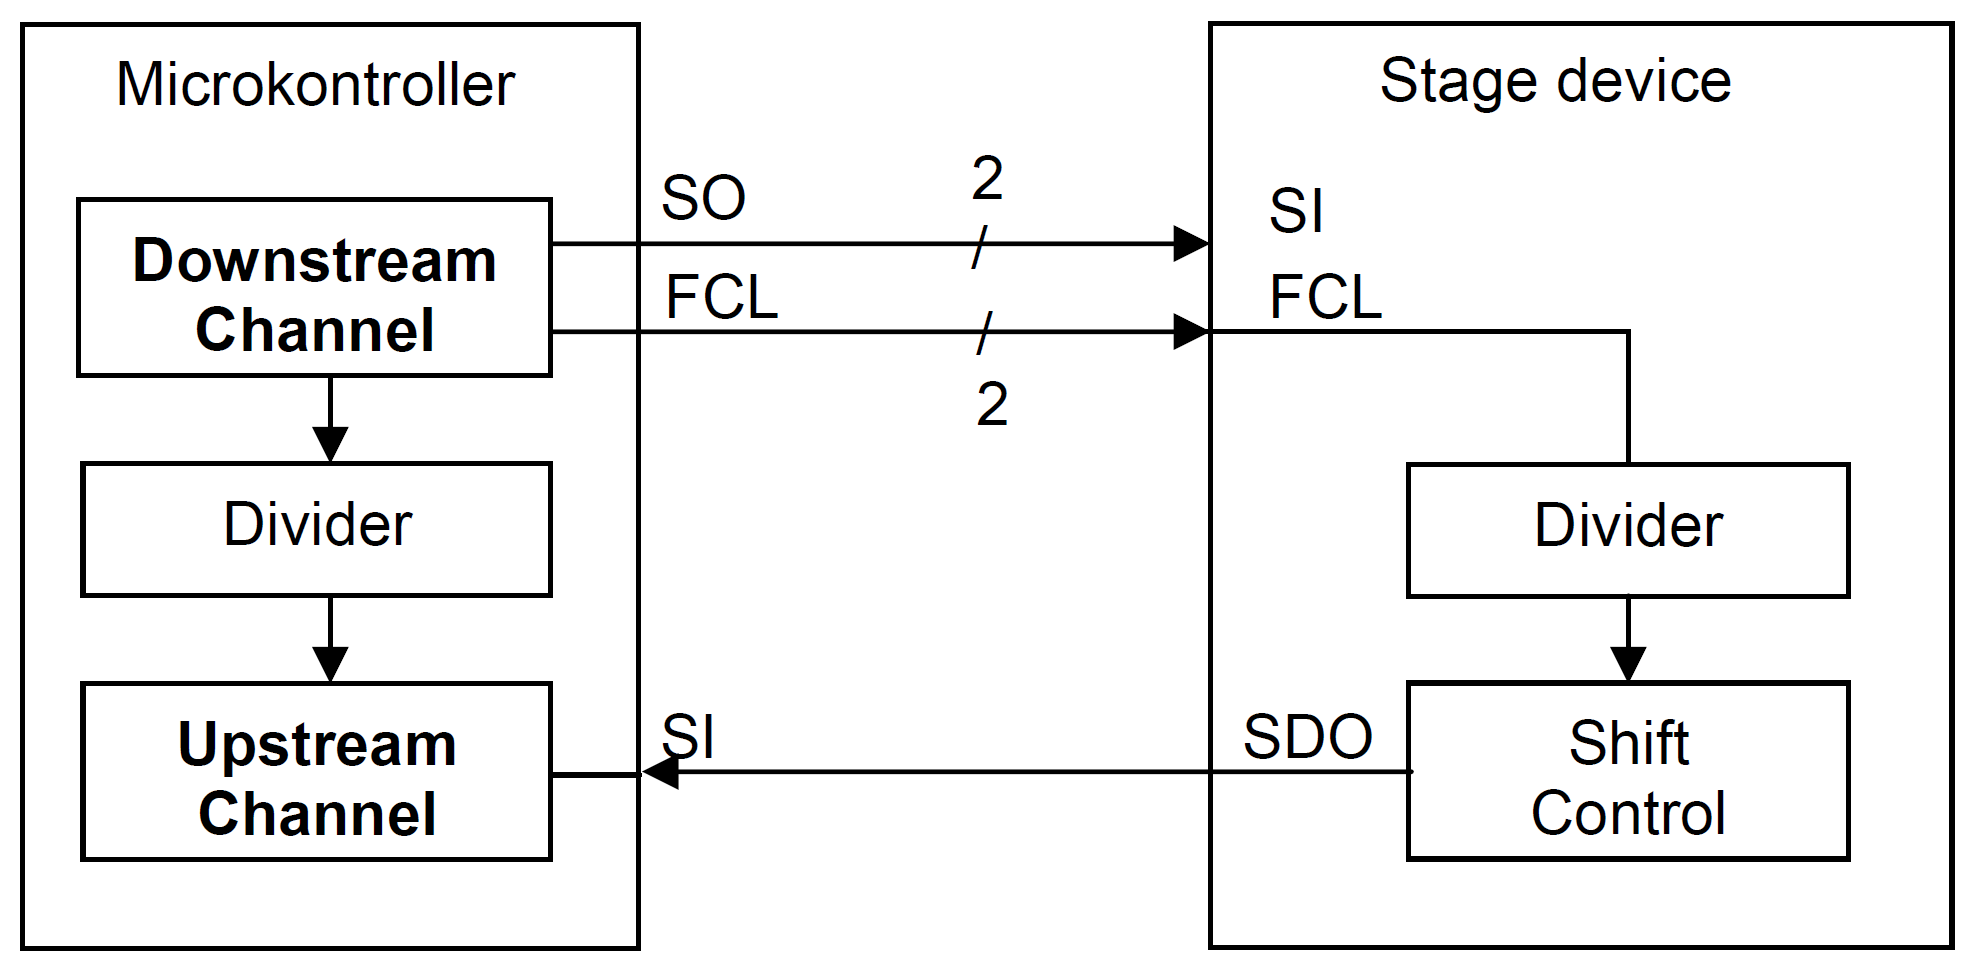 Microkontroller
Stage device
SO
2
SI
Downstream
Channel
FCL
FCL
2
Divider
Divider
Upstream
Channel
SI
SDO
Shift
Control